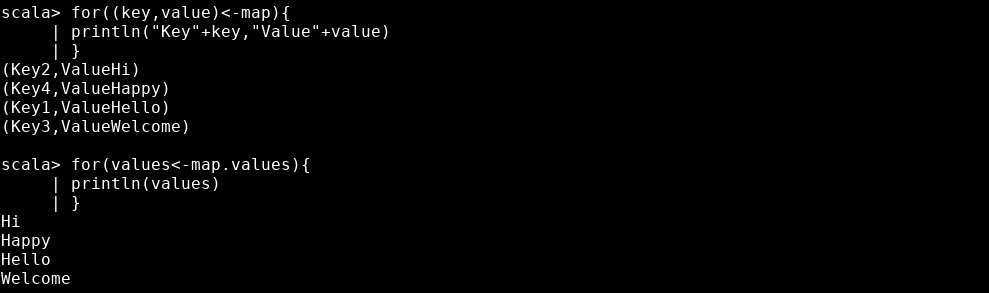 scala> for((key,value)<-map){
     | println("Key"+key,"Value"+value)
     | }
(Key2,ValueHi)
(Key4,ValueHappy)
(Key1,ValueHello)
(Key3,ValueWelcome)

scala> for(values<-map.values){
     | println(values)
     | }
Hi
Happy
Hello
Welcome